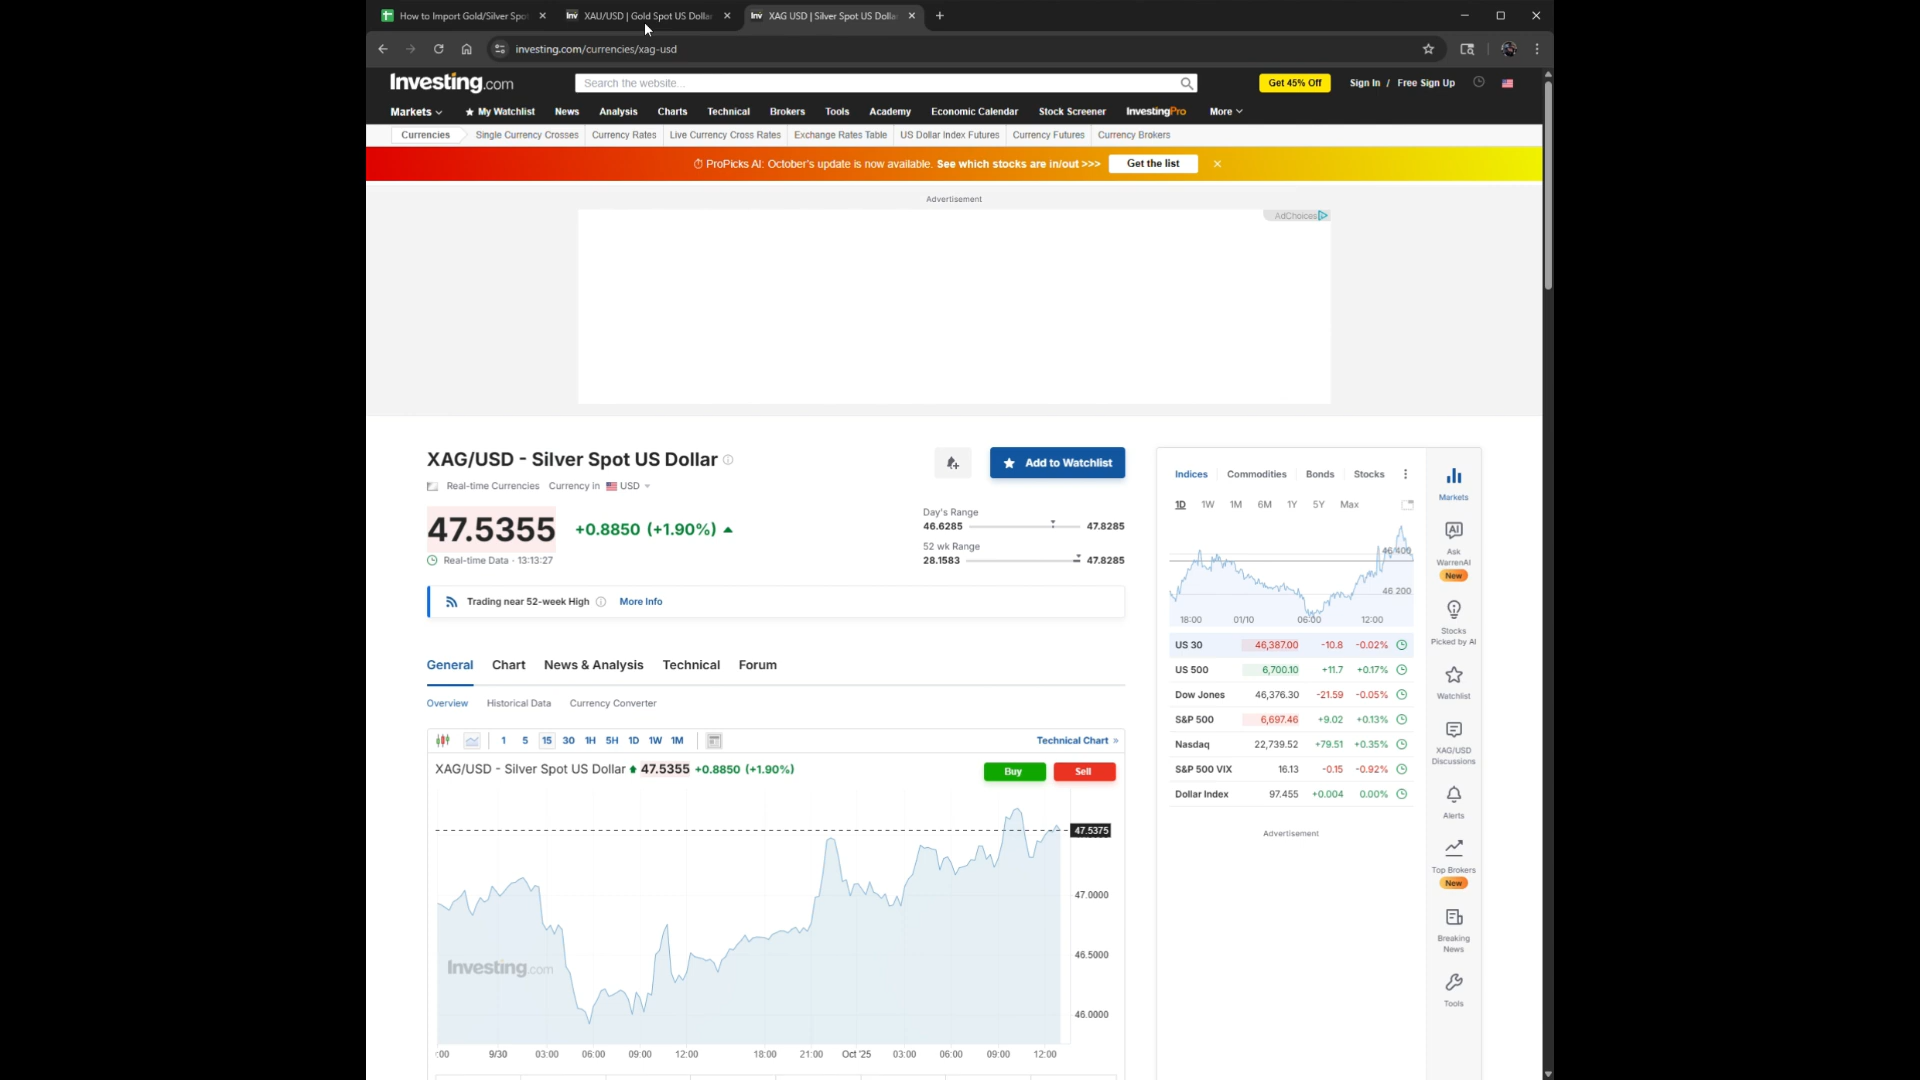 How to Import Gold/Silver Spot
XAU/USD | Gold Spot US Dollar
XAG USD | Silver Spot US Dolla
investing.com/currencies/xag-usd
Investing.com
Search the website...
Get 45% Off
Sign In / Free Sign Up
Markets
My Watchlist
News
Analysis
Charts
Technical
Brokers
Tools
Academy
Economic Calendar
Stock Screener
InvestingPro
More
Currencies
Single Currency Crosses
Currency Rates
Live Currency Cross Rates
Exchange Rates Table
US Dollar Index Futures
Currency Futures
Currency Brokers
ProPicks AI: October's update is now available. See which stocks are in/out >>>
Get the list
Advertisement
AdChoices
XAG/USD - Silver Spot US Dollar
Add to Watchlist
Real-time Currencies
Currency in USD
47.5355
+0.8850 (+1.90%)
Real-time Data · 13:13:27
Day's Range
46.6285 47.8285
52 wk Range
28.1583 47.8285
Trading near 52-week High
More Info
General
Chart
News & Analysis
Technical
Forum
Overview
Historical Data
Currency Converter
1 5 15 30 1H 5H 1D 1W 1M
Technical Chart »
XAG/USD - Silver Spot US Dollar 47.5355 +0.8850 (+1.90%)
Buy
Sell
47.5375
47.0000
46.5000
46.0000
Investing.com
:00 9/30 03:00 06:00 09:00 12:00 18:00 21:00 Oct '25 03:00 06:00 09:00 12:00
Indices
Commodities
Bonds
Stocks
1D 1W 1M 6M 1Y 5Y Max
46 400
46 200
18:00 01/10 06:00 12:00
US 30 46,387.00 -10.8 -0.02%
US 500 6,700.10 +11.7 +0.17%
Dow Jones 46,376.30 -21.59 -0.05%
S&P 500 6,697.46 +9.02 +0.13%
Nasdaq 22,739.52 +79.51 +0.35%
S&P 500 VIX 16.13 -0.15 -0.92%
Dollar Index 97.455 +0.004 0.00%
Advertisement
Markets
AI
Ask
WarrenAI
New
Stocks
Picked by AI
Watchlist
XAG/USD
Discussions
Alerts
Top Brokers
New
Breaking
News
Tools